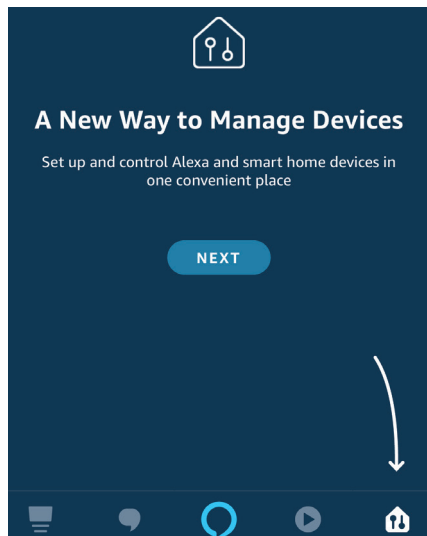 A New Way to Manage Devices
Set up and control Alexa and smart home devices in
one convenient place
NEXT